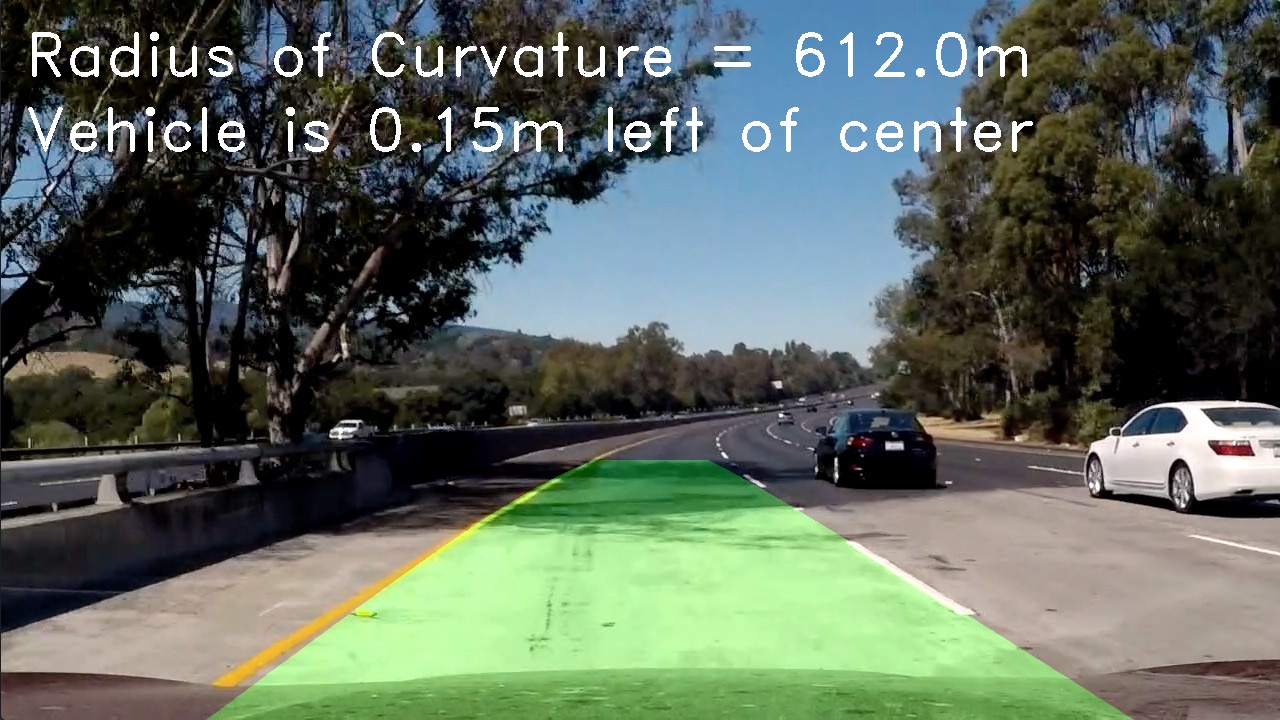 Radius of Curvature = 612.0m
Vehicle is 0.15m left of center